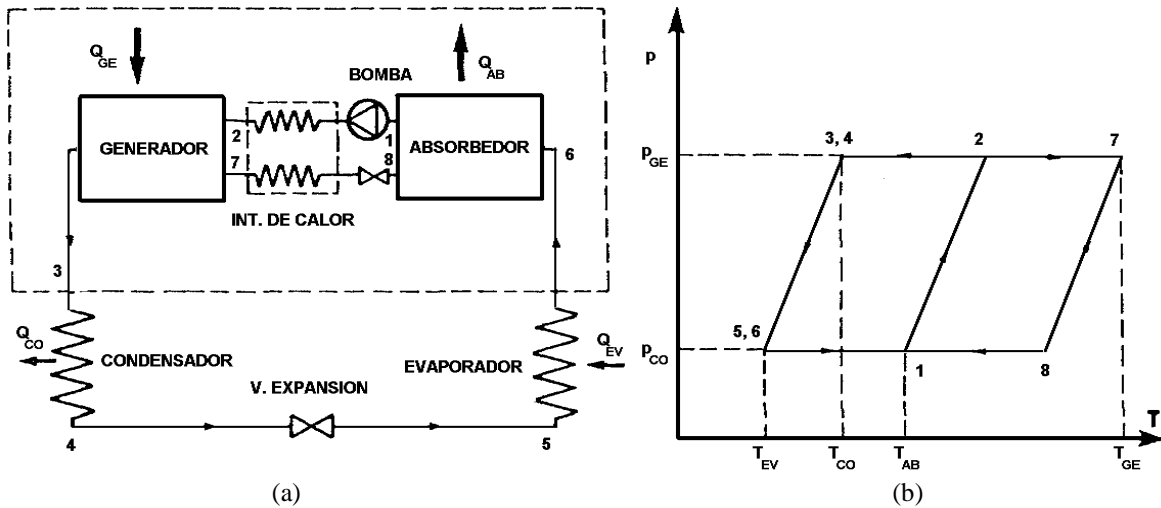 Q_GE
Q_AB
BOMBA
GENERADOR
2
7
1
8
ABSORBEDOR
6
INT. DE CALOR
3
Q_CO
CONDENSADOR
V. EXPANSION
EVAPORADOR
Q_EV
4
5
(a)
p
p_GE
3, 4
2
7
5, 6
p_CO
1
8
T
T_EV
T_CO
T_AB
T_GE
(b)